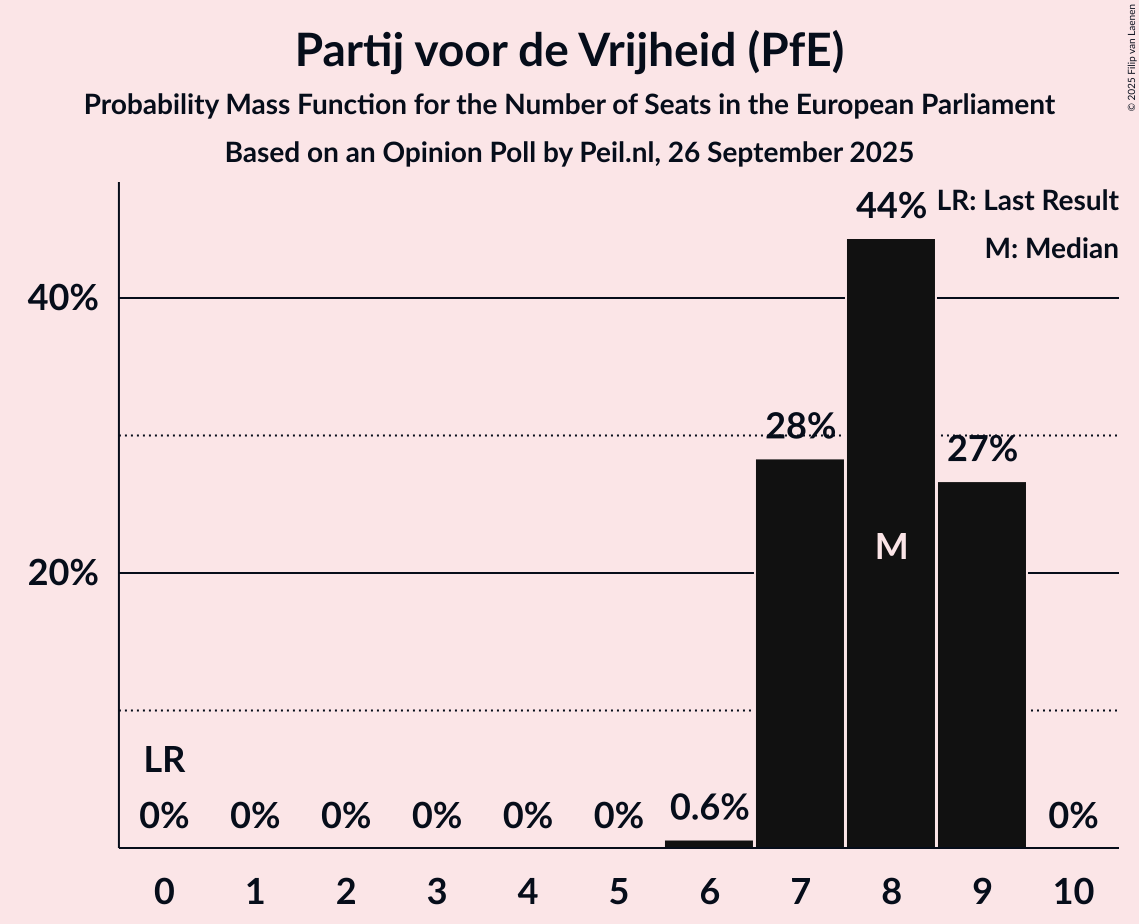 Partij voor de Vrijheid (PfE)
Probability Mass Function for the Number of Seats in the European Parliament
Based on an Opinion Poll by Peil.nl, 26 September 2025
© 2025 Filip van Laenen
LR: Last Result
M: Median
40%
20%
LR
0%
0%
0%
0%
0%
0%
0.6%
28%
44%
27%
0%
M
0 1 2 3 4 5 6 7 8 9 10